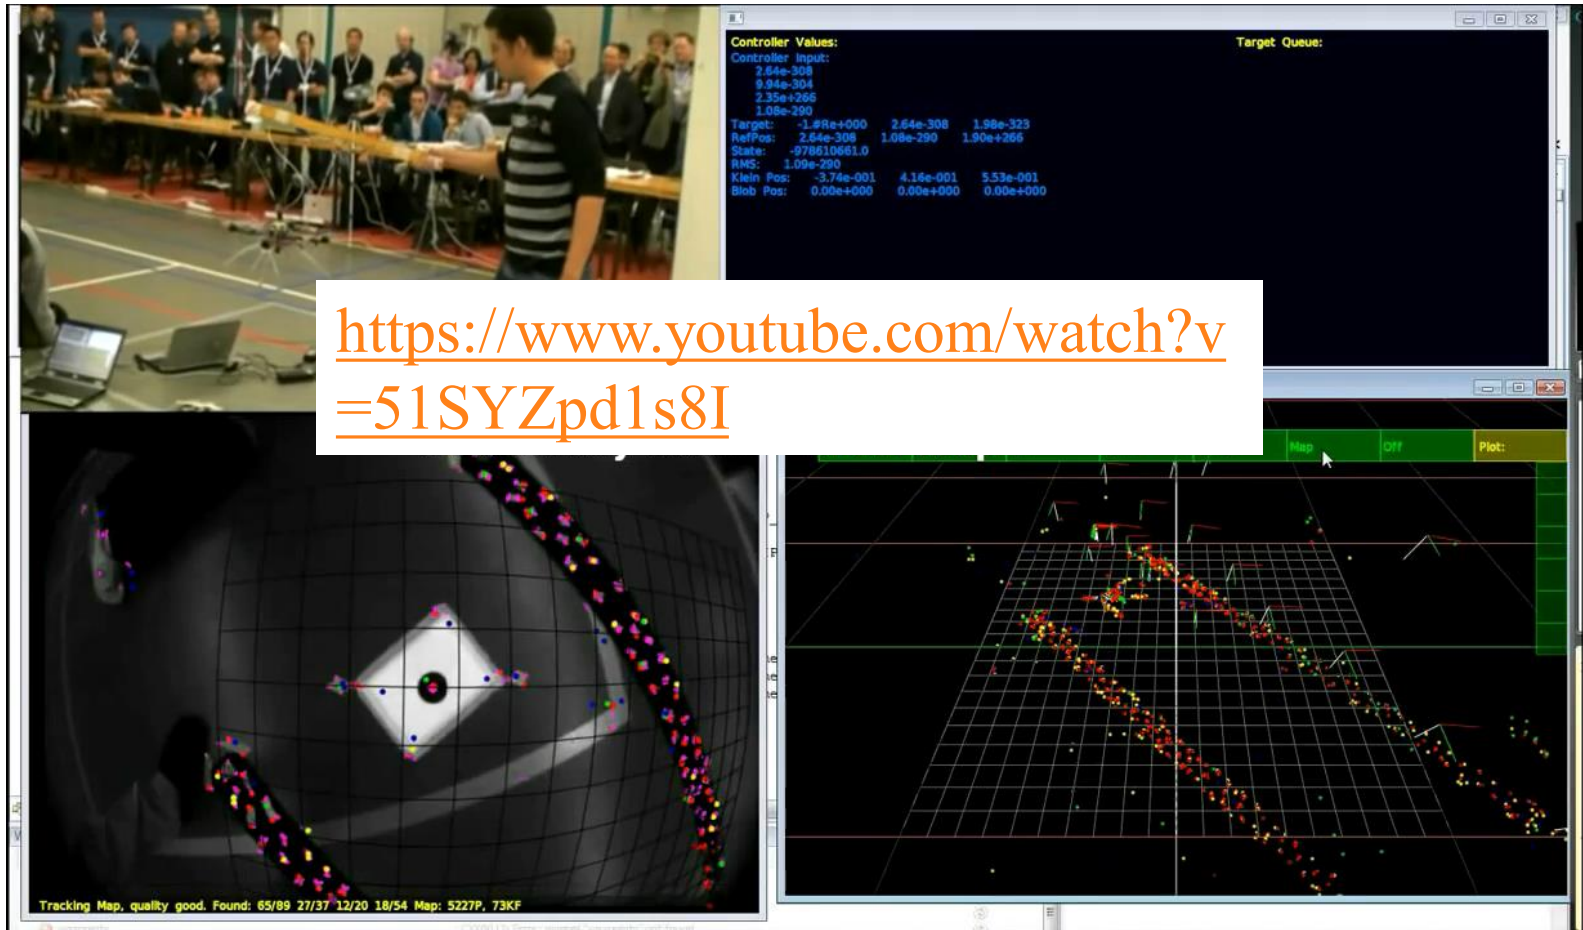 Controller Values:
Target Queue:
Controller Input:
2.64e-308
9.94e-304
2.35e+266
1.08e-290
Target: -1.#Re+000 2.64e-308 1.98e-323
RefPos: 2.64e-308 1.08e-290 1.90e+266
State: -978610661.0
RMS: 1.09e-290
Klein Pos: -3.74e-001 4.16e-001 5.53e-001
Blob Pos: 0.00e+000 0.00e+000 0.00e+000
https://www.youtube.com/watch?v
=51SYZpd1s8I
Map Off Plot:
Tracking Map, quality good. Found: 65/89 27/37 12/20 18/54 Map: 5227P, 73KF